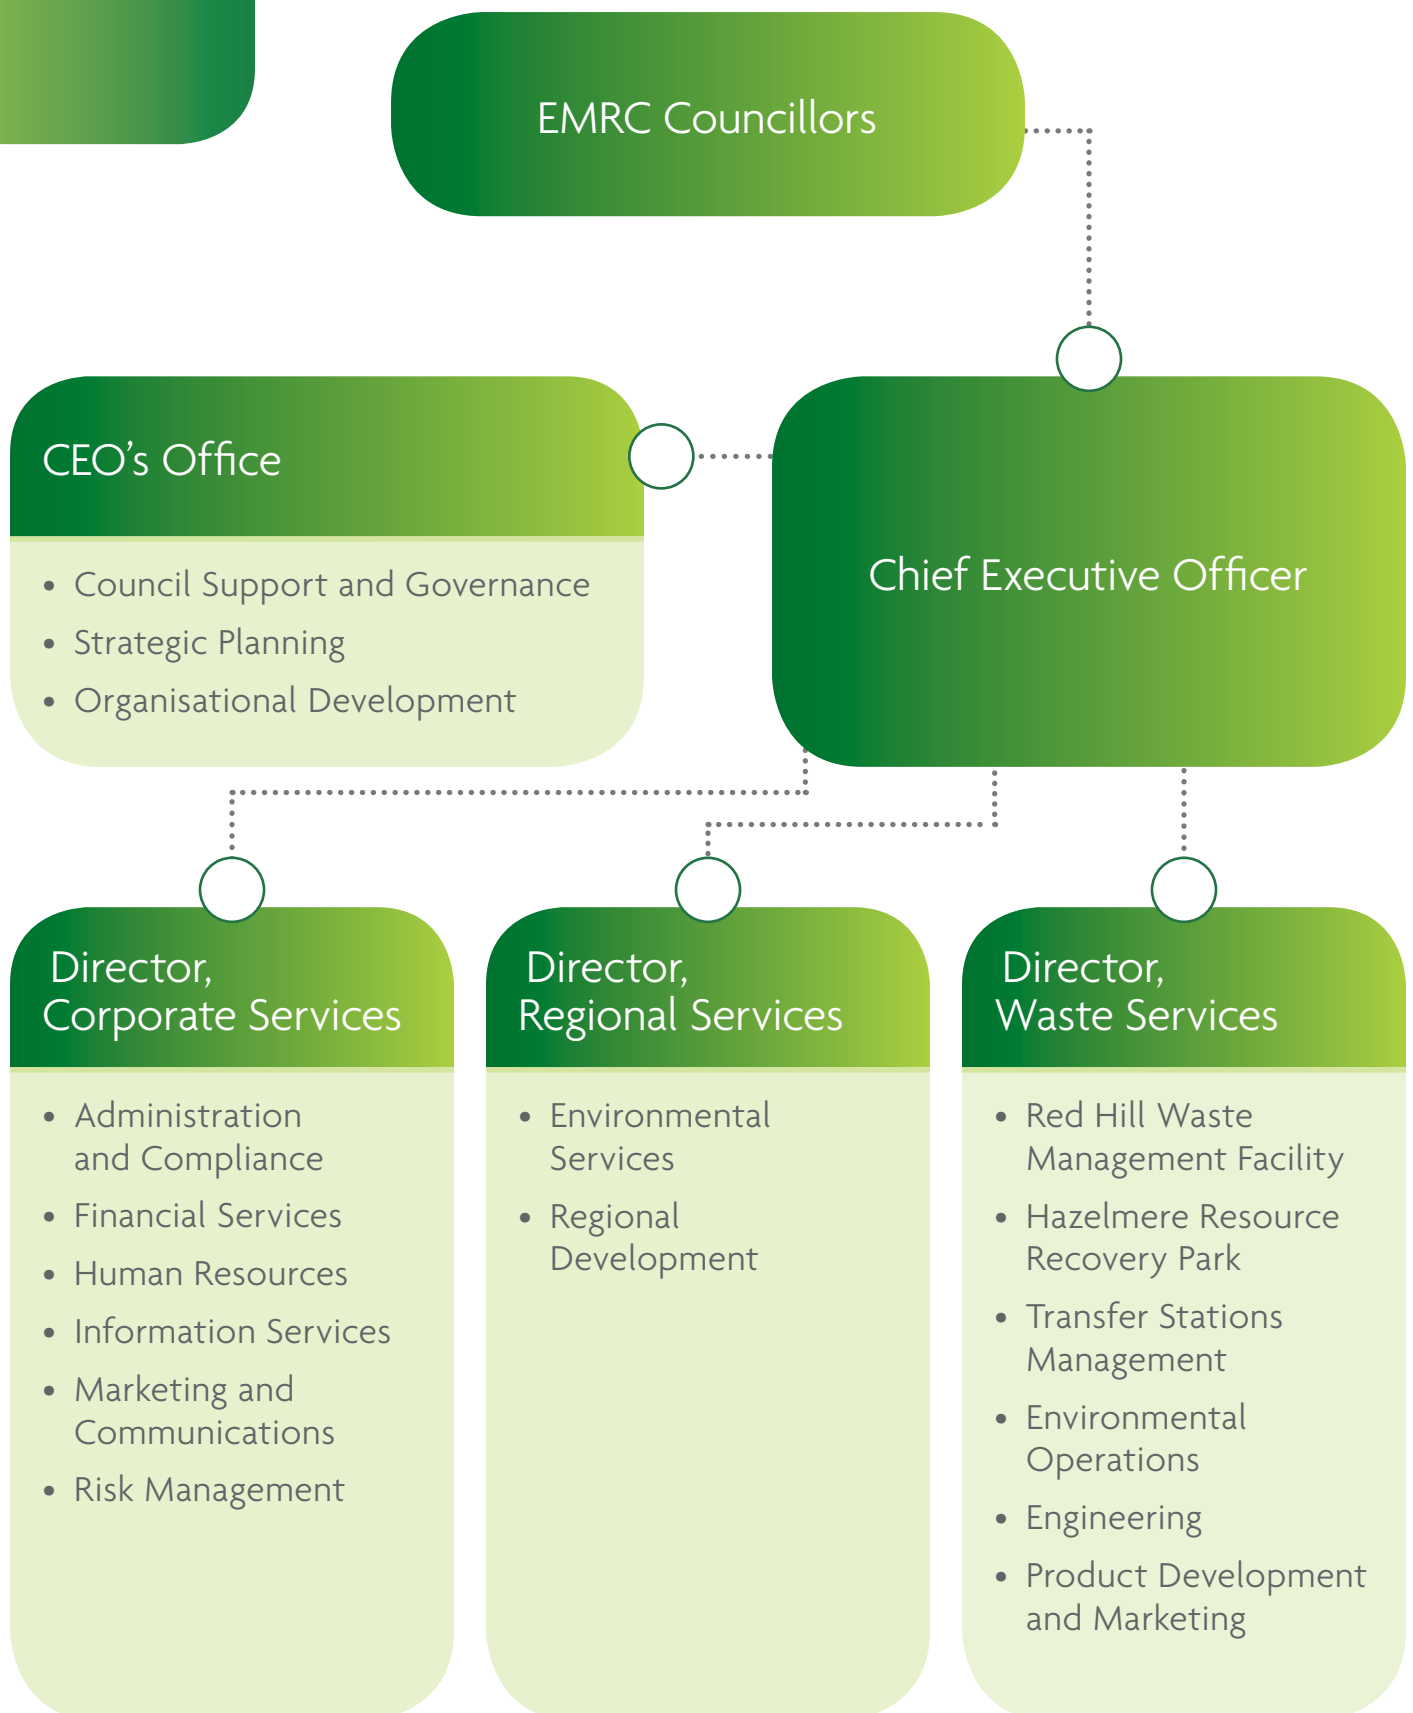 EMRC Councillors
CEO’s Office
• Council Support and Governance
• Strategic Planning
• Organisational Development
Chief Executive Officer
Director,
Corporate Services
• Administration
and Compliance
• Financial Services
• Human Resources
• Information Services
• Marketing and
Communications
• Risk Management
Director,
Regional Services
• Environmental
Services
• Regional
Development
Director,
Waste Services
• Red Hill Waste
Management Facility
• Hazelmere Resource
Recovery Park
• Transfer Stations
Management
• Environmental
Operations
• Engineering
• Product Development
and Marketing